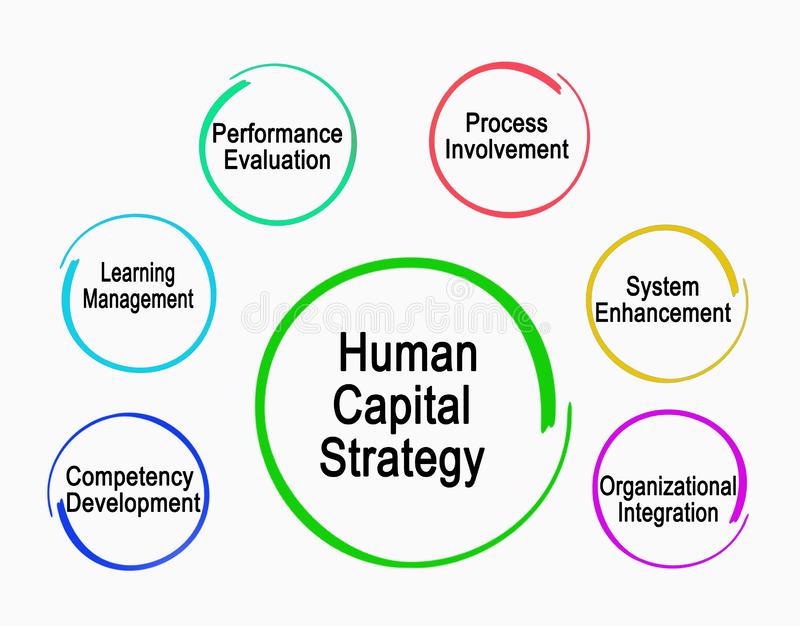 Performance
Evaluation
Process
Involvement
Learning
Management
System
Enhancement
Human
Capital
Strategy
Competency
Development
Organizational
Integration
dreamstime.